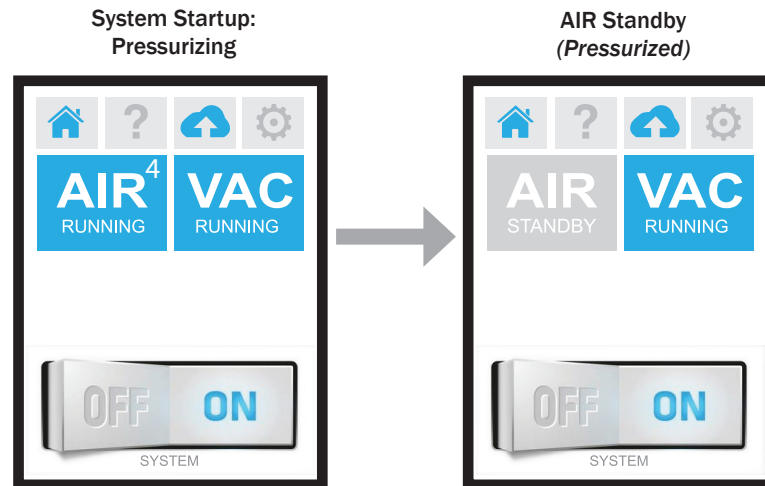 System Startup:
Pressurizing
AIR Standby
(Pressurized)
?
AIR4
RUNNING
VAC
RUNNING
?
AIR
STANDBY
VAC
RUNNING
OFF
ON
SYSTEM
OFF
ON
SYSTEM